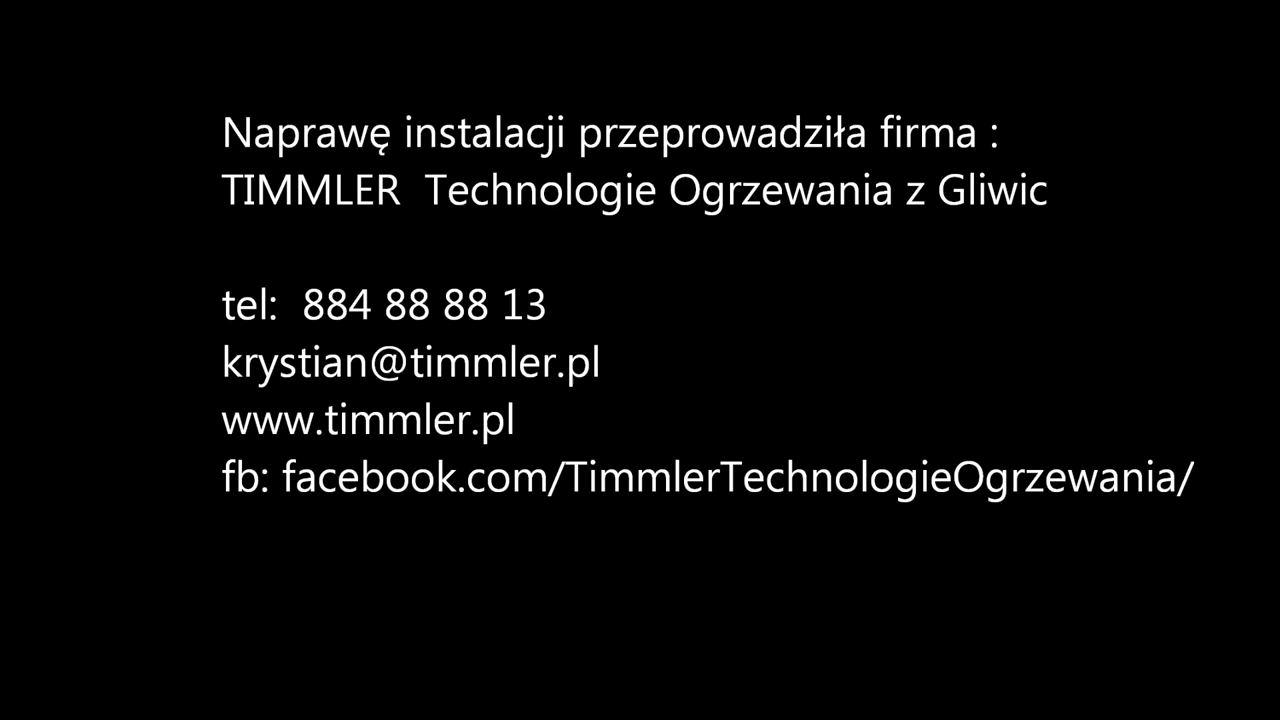 Naprawę instalacji przeprowadziła firma :
TIMMLER  Technologie Ogrzewania z Gliwic
tel:  884 88 88 13
krystian@timmler.pl
www.timmler.pl
fb: facebook.com/TimmlerTechnologieOgrzewania/